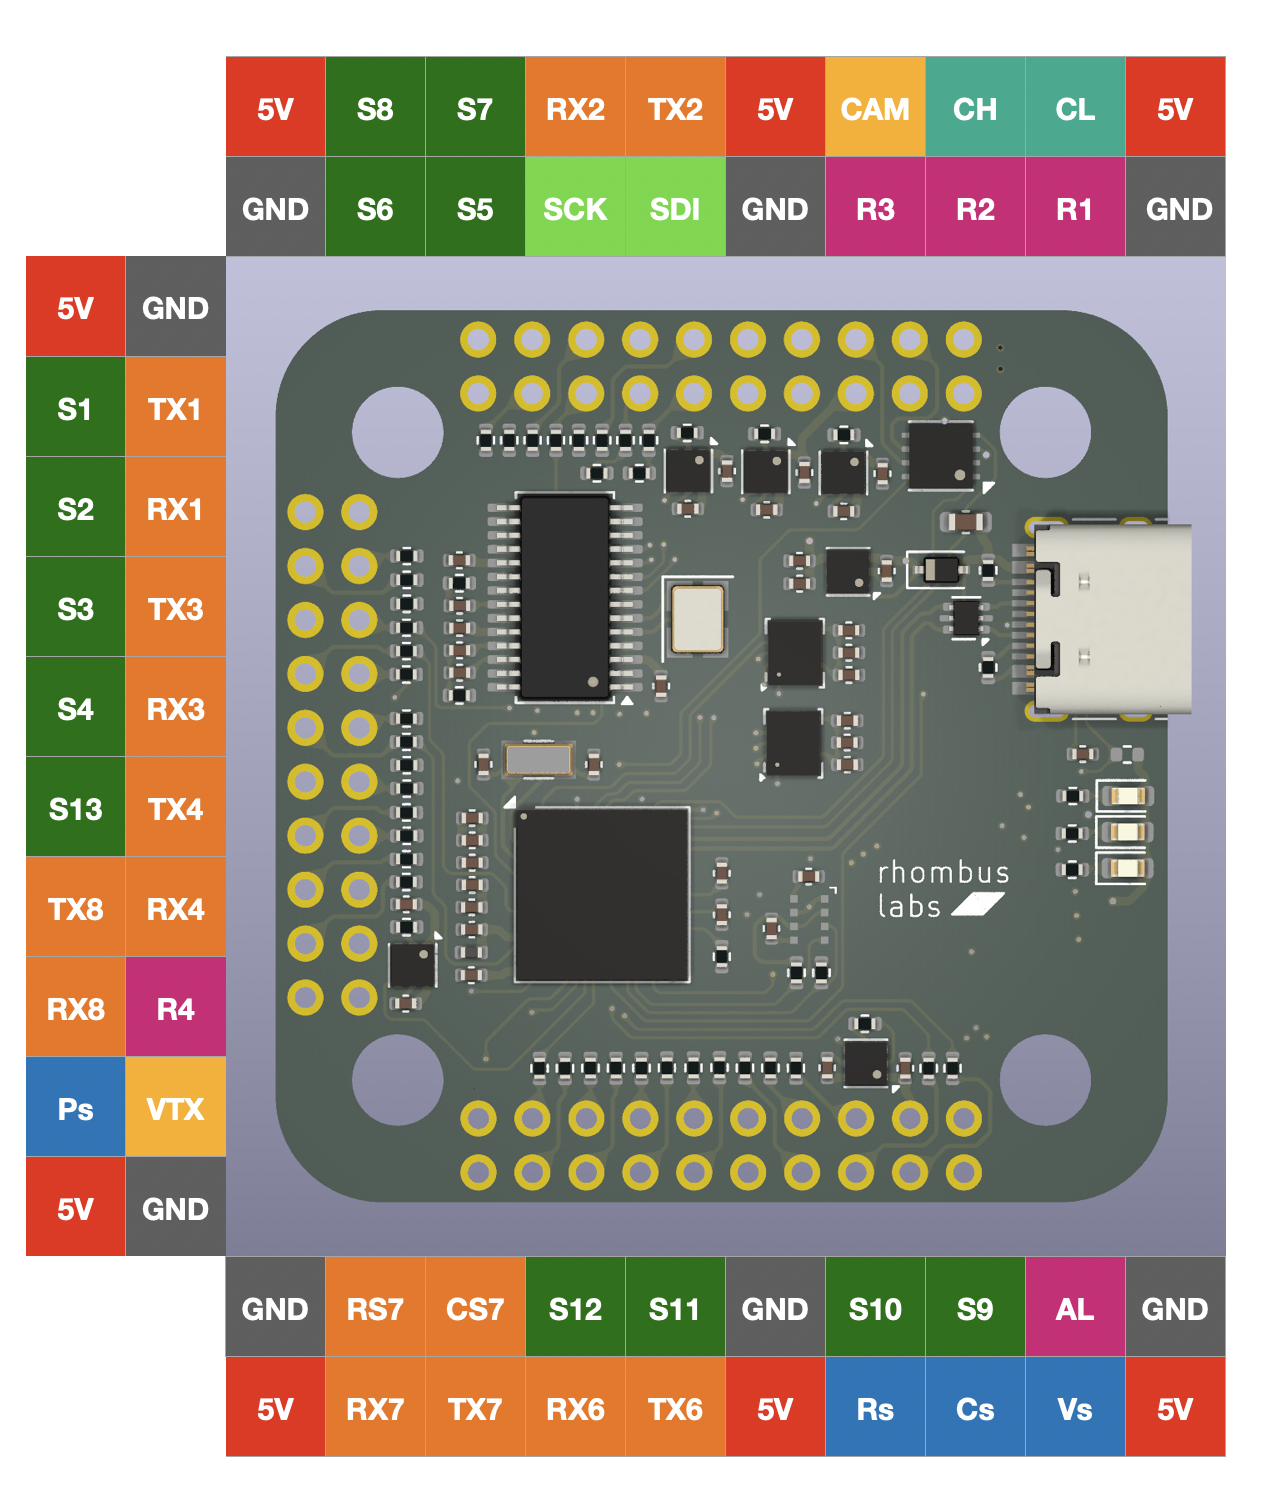 5V S8 S7 RX2 TX2 5V CAM CH CL 5V
GND S6 S5 SCK SDI GND R3 R2 R1 GND
5V GND
S1 TX1
S2 RX1
S3 TX3
S4 RX3
S13 TX4
TX8 RX4
RX8 R4
Ps VTX
5V GND
rhombus
labs
GND RS7 CS7 S12 S11 GND S10 S9 AL GND
5V RX7 TX7 RX6 TX6 5V Rs Cs Vs 5V